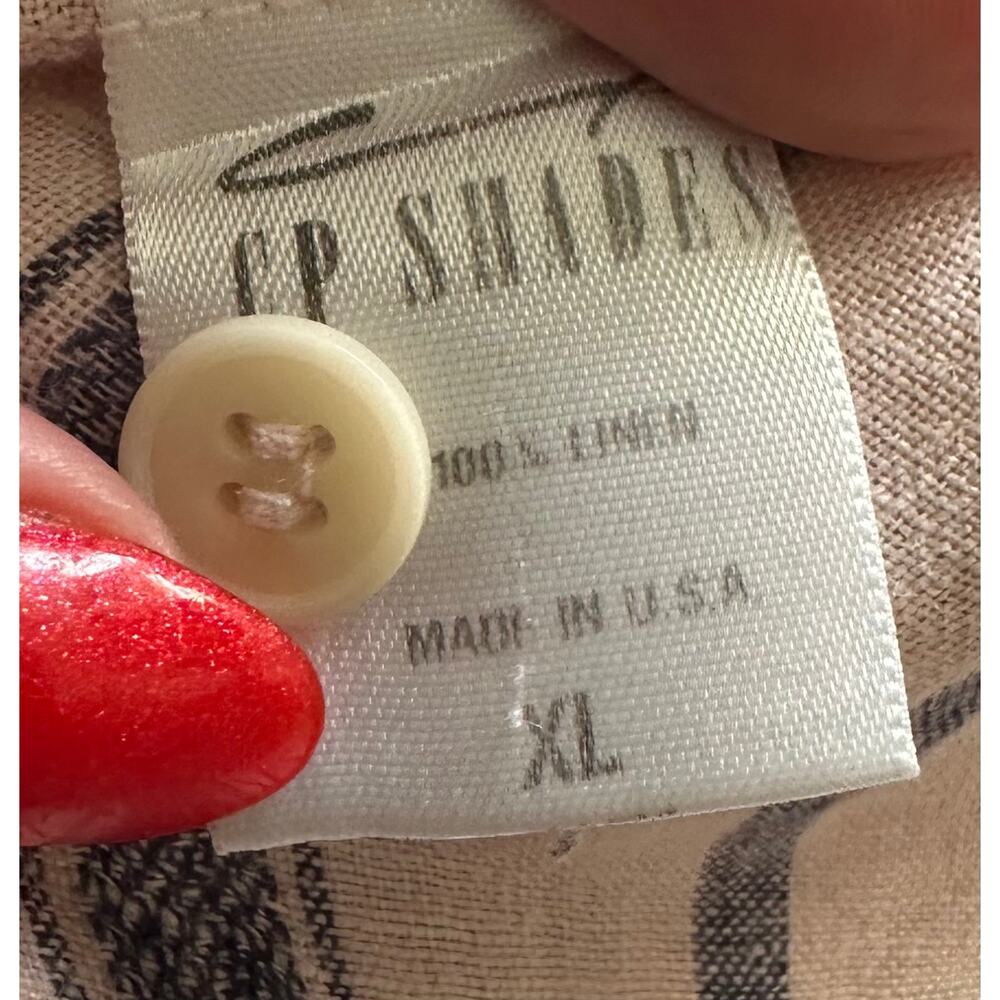 CP SHADES
100% LINEN
MADE IN U.S.A
XL